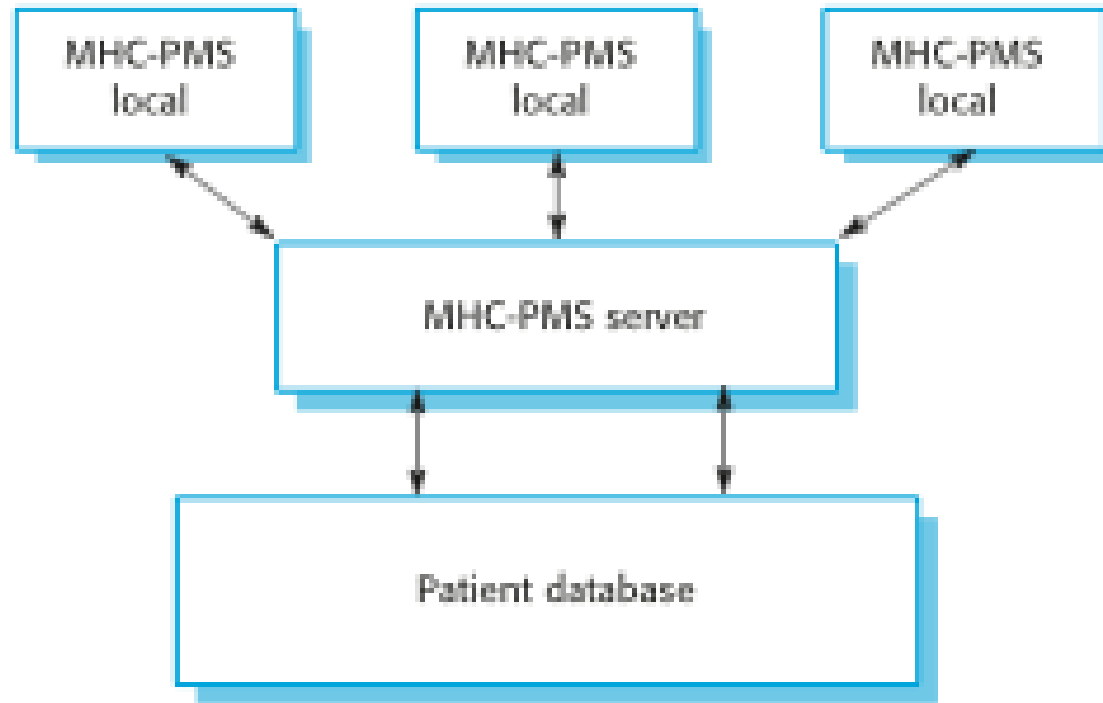 MHC-PMS
local
MHC-PMS
local
MHC-PMS
local
MHC-PMS server
Patient database